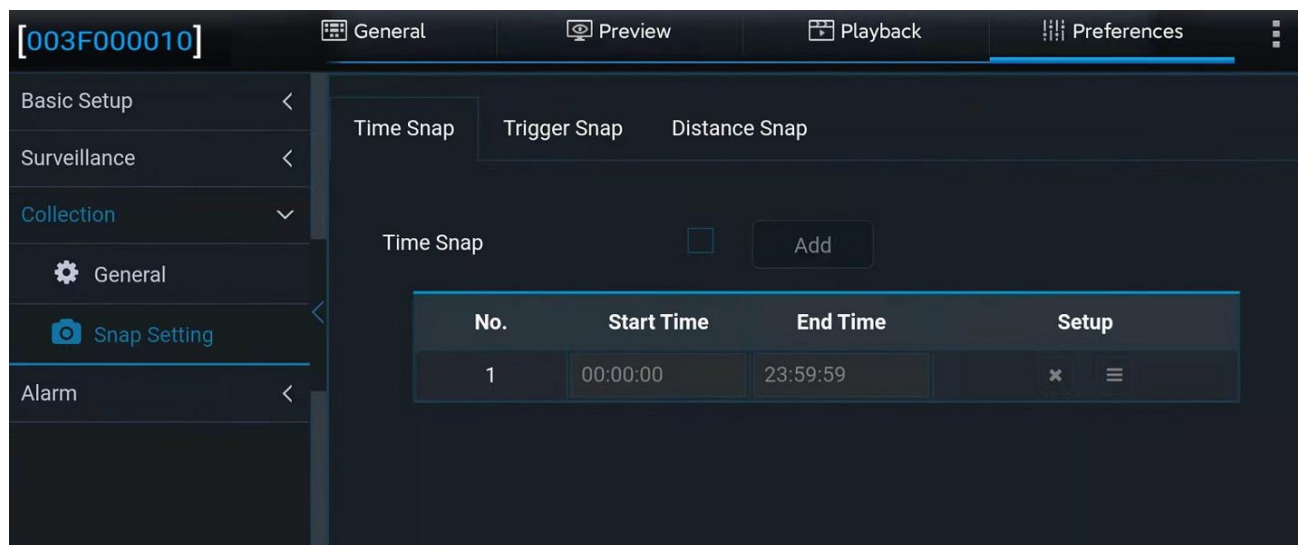 [003F000010]
General
Preview
Playback
Preferences
Basic Setup
Surveillance
Collection
General
Snap Setting
Alarm
Time Snap Trigger Snap Distance Snap
Time Snap Add
No. Start Time End Time Setup
1 00:00:00 23:59:59